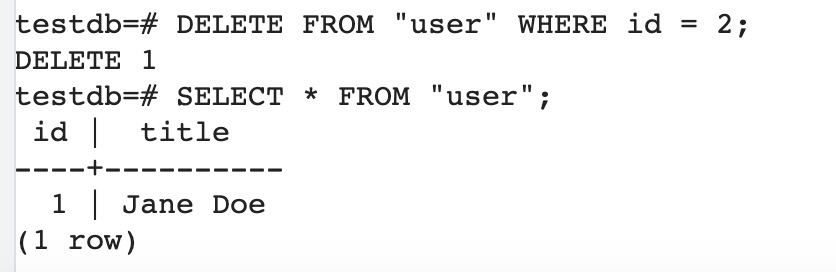 testdb=# DELETE FROM "user" WHERE id = 2;
DELETE 1
testdb=# SELECT * FROM "user";
 id |  title
----+----------
  1 | Jane Doe
(1 row)